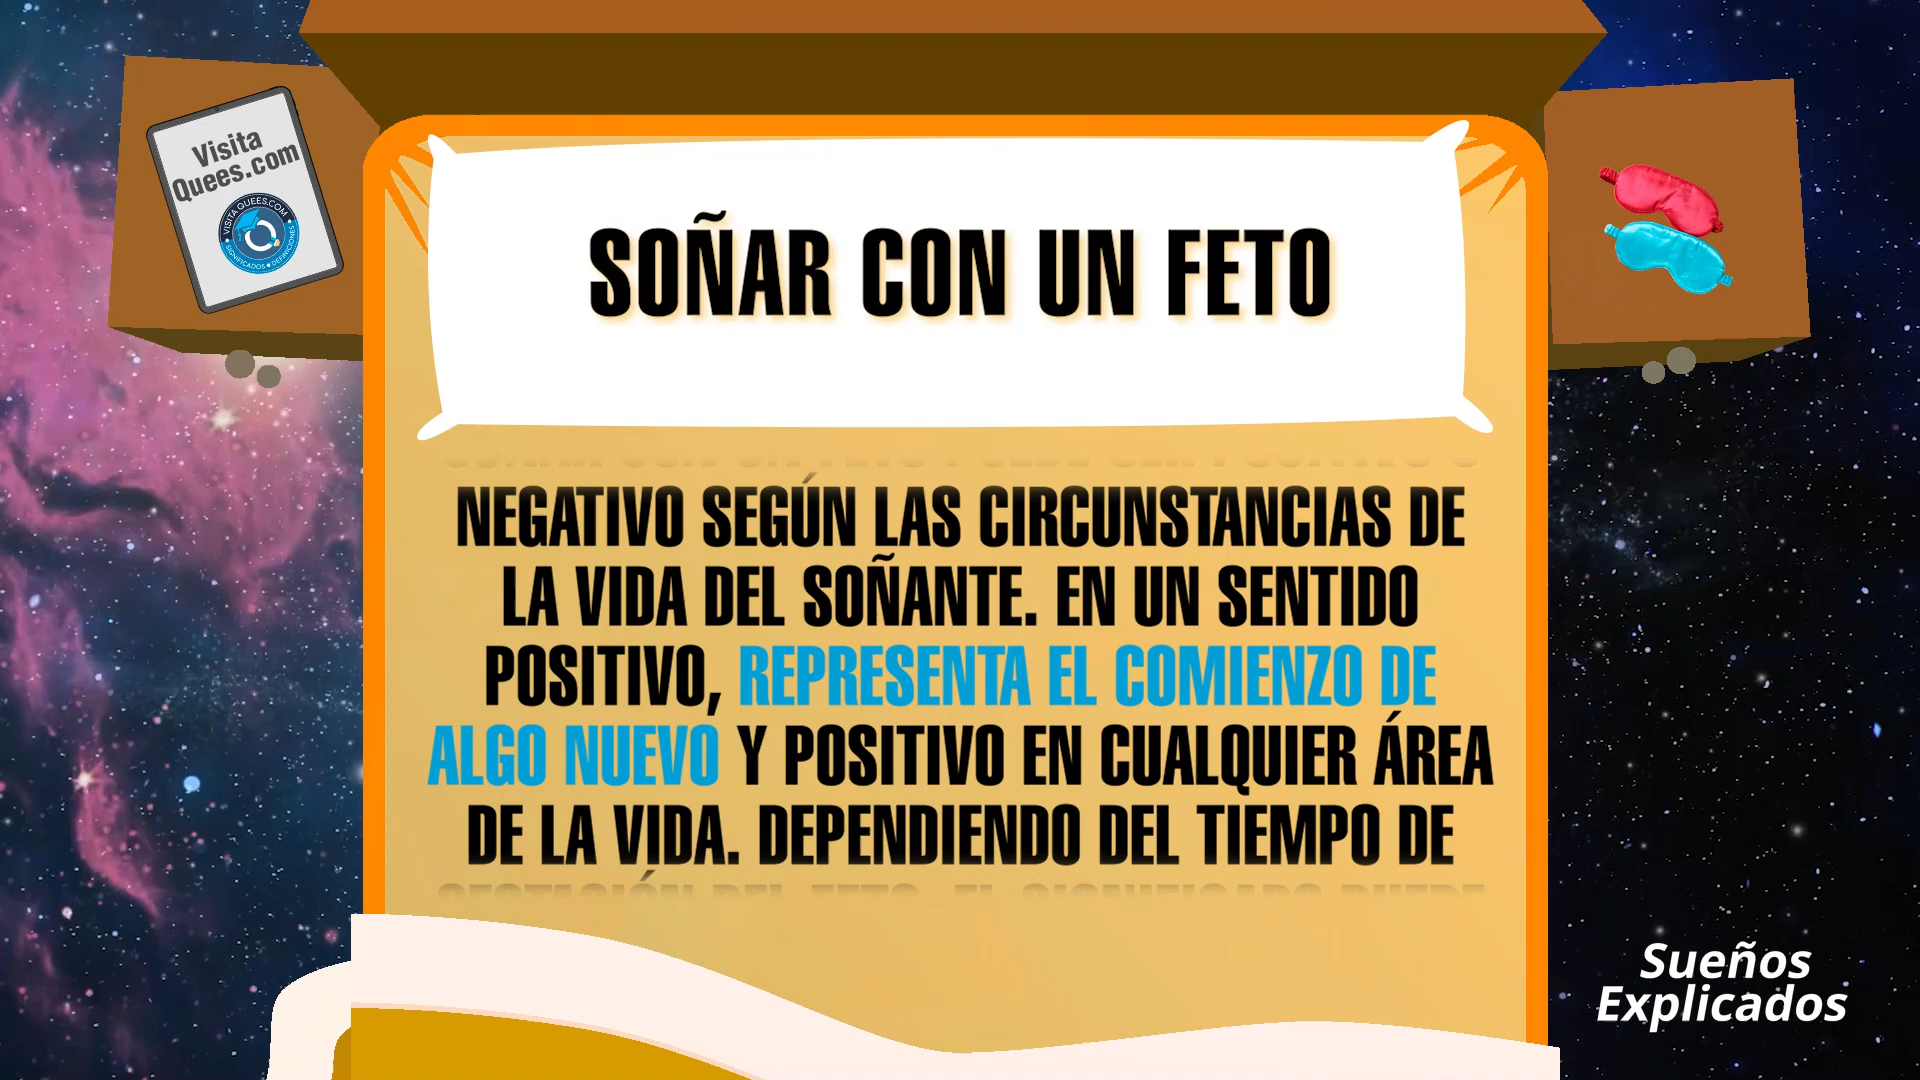 Visita
Quees.com
VISITA QUEES.COM
SIGNIFICADOS • DEFINICIONES
SOÑAR CON UN FETO
NEGATIVO SEGÚN LAS CIRCUNSTANCIAS DE
LA VIDA DEL SOÑANTE. EN UN SENTIDO
POSITIVO, REPRESENTA EL COMIENZO DE
ALGO NUEVO Y POSITIVO EN CUALQUIER ÁREA
DE LA VIDA. DEPENDIENDO DEL TIEMPO DE
Sueños
Explicados